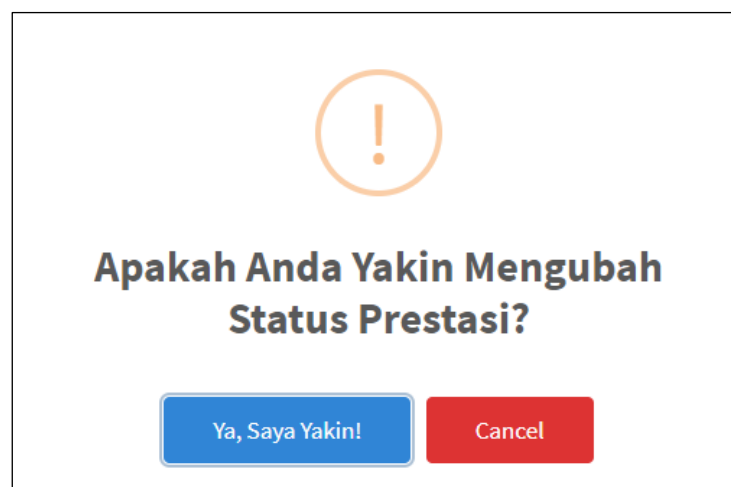 !
Apakah Anda Yakin Mengubah
Status Prestasi?
Ya, Saya Yakin!
Cancel